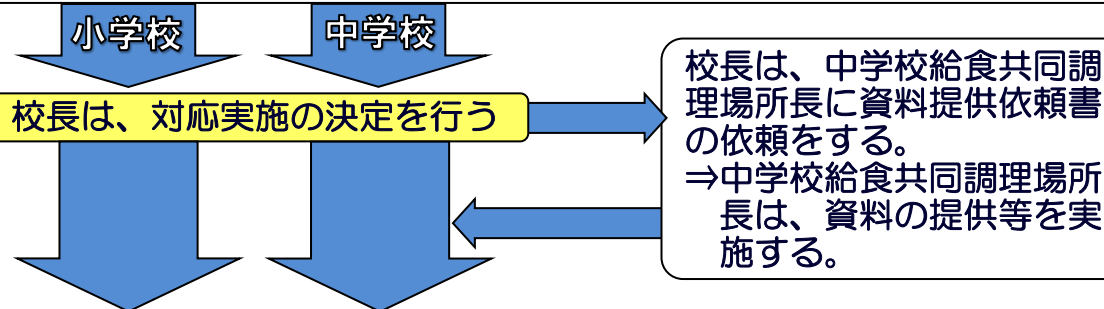 小学校
中学校
校長は、対応実施の決定を行う
校長は、中学校給食共同調
理場所長に資料提供依頼書
の依頼をする。
⇒中学校給食共同調理場所
長は、資料の提供等を実
施する。